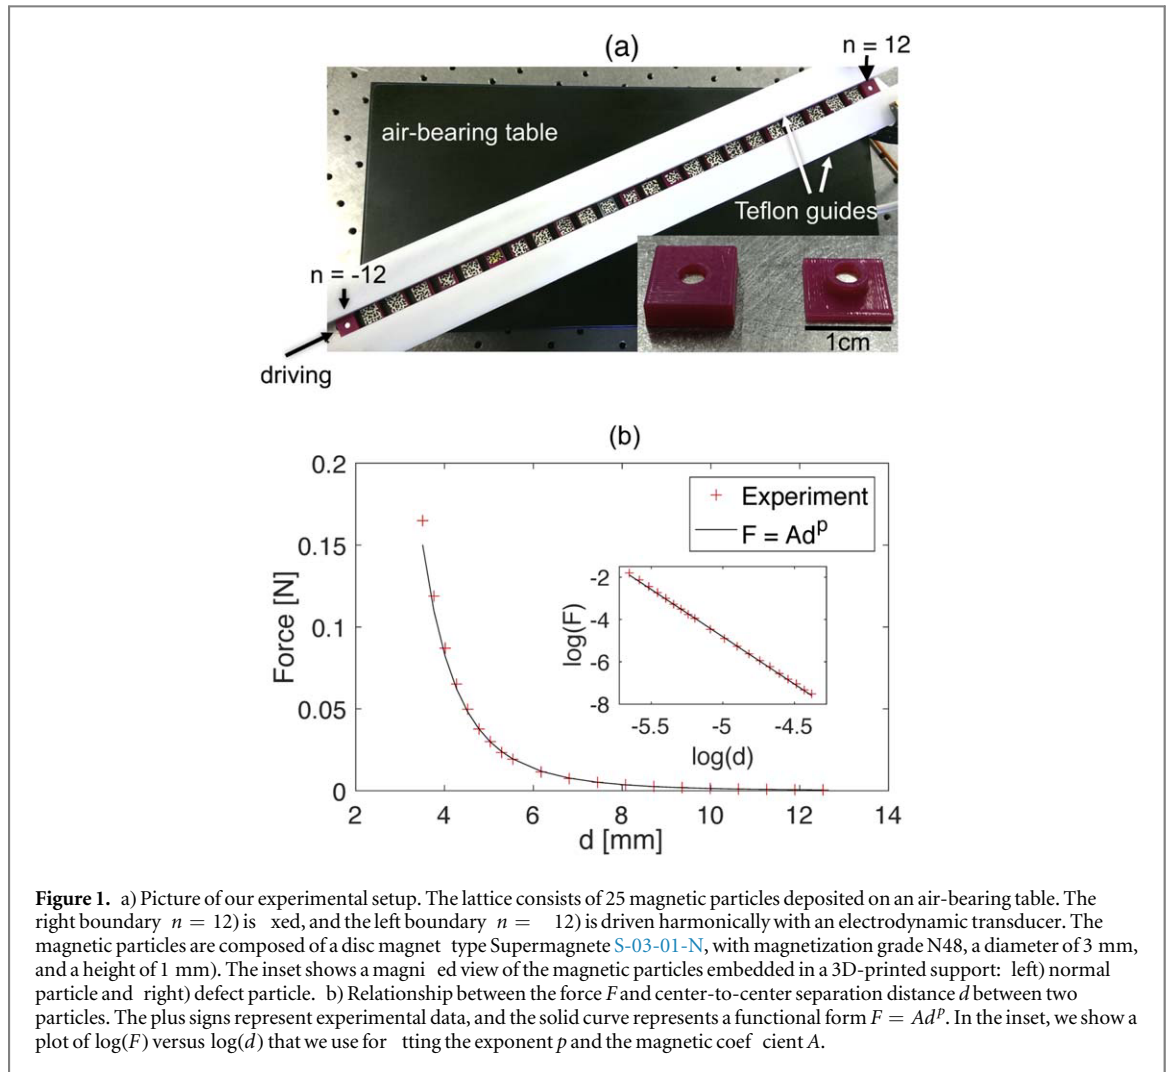 (a)
n = 12
air-bearing table
Teflon guides
n = -12
1cm
driving
(b)
0.2
Experiment
F = Ad^p
0.15
-2
Force [N]
0.1
log(F)
-4
-6
0.05
-8
-5.5 -5 -4.5
log(d)
0
2 4 6 8 10 12 14
d [mm]
Figure 1. a) Picture of our experimental setup. The lattice consists of 25 magnetic particles deposited on an air-bearing table. The
right boundary n = 12) is xed, and the left boundary n = 12) is driven harmonically with an electrodynamic transducer. The
magnetic particles are composed of a disc magnet type Supermagnete S-03-01-N, with magnetization grade N48, a diameter of 3 mm,
and a height of 1 mm). The inset shows a magni ed view of the magnetic particles embedded in a 3D-printed support: left) normal
particle and right) defect particle. b) Relationship between the force F and center-to-center separation distance d between two
particles. The plus signs represent experimental data, and the solid curve represents a functional form F = Ad^p. In the inset, we show a
plot of log(F) versus log(d) that we use for tting the exponent p and the magnetic coef cient A.